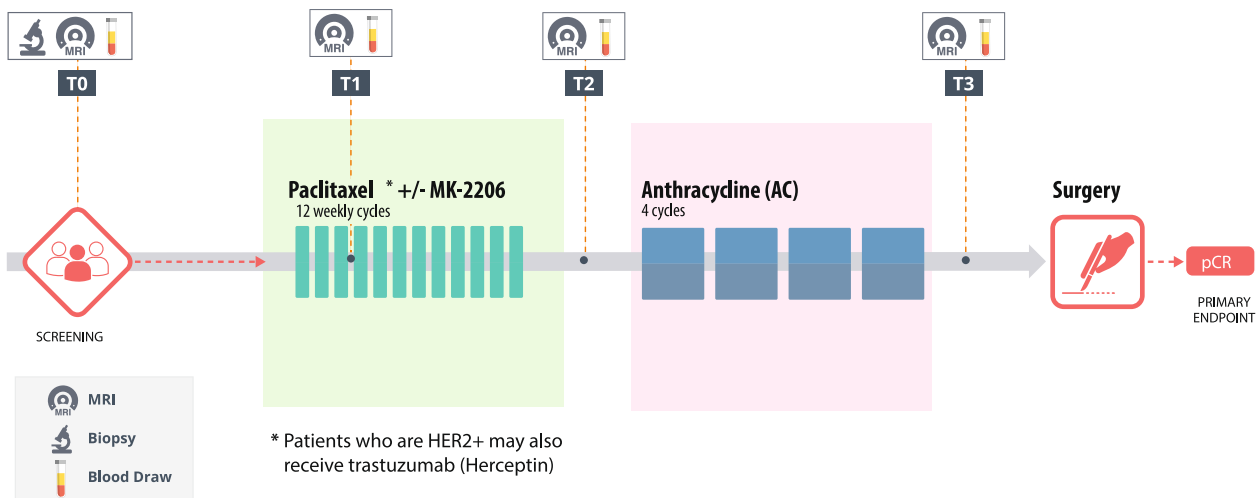 MRI
MRI
MRI
MRI
T0
T1
T2
T3
Paclitaxel * +/- MK-2206
12 weekly cycles
Anthracycline (AC)
4 cycles
Surgery
pCR
PRIMARY
ENDPOINT
SCREENING
MRI
MRI
Biopsy
Blood Draw
* Patients who are HER2+ may also
receive trastuzumab (Herceptin)